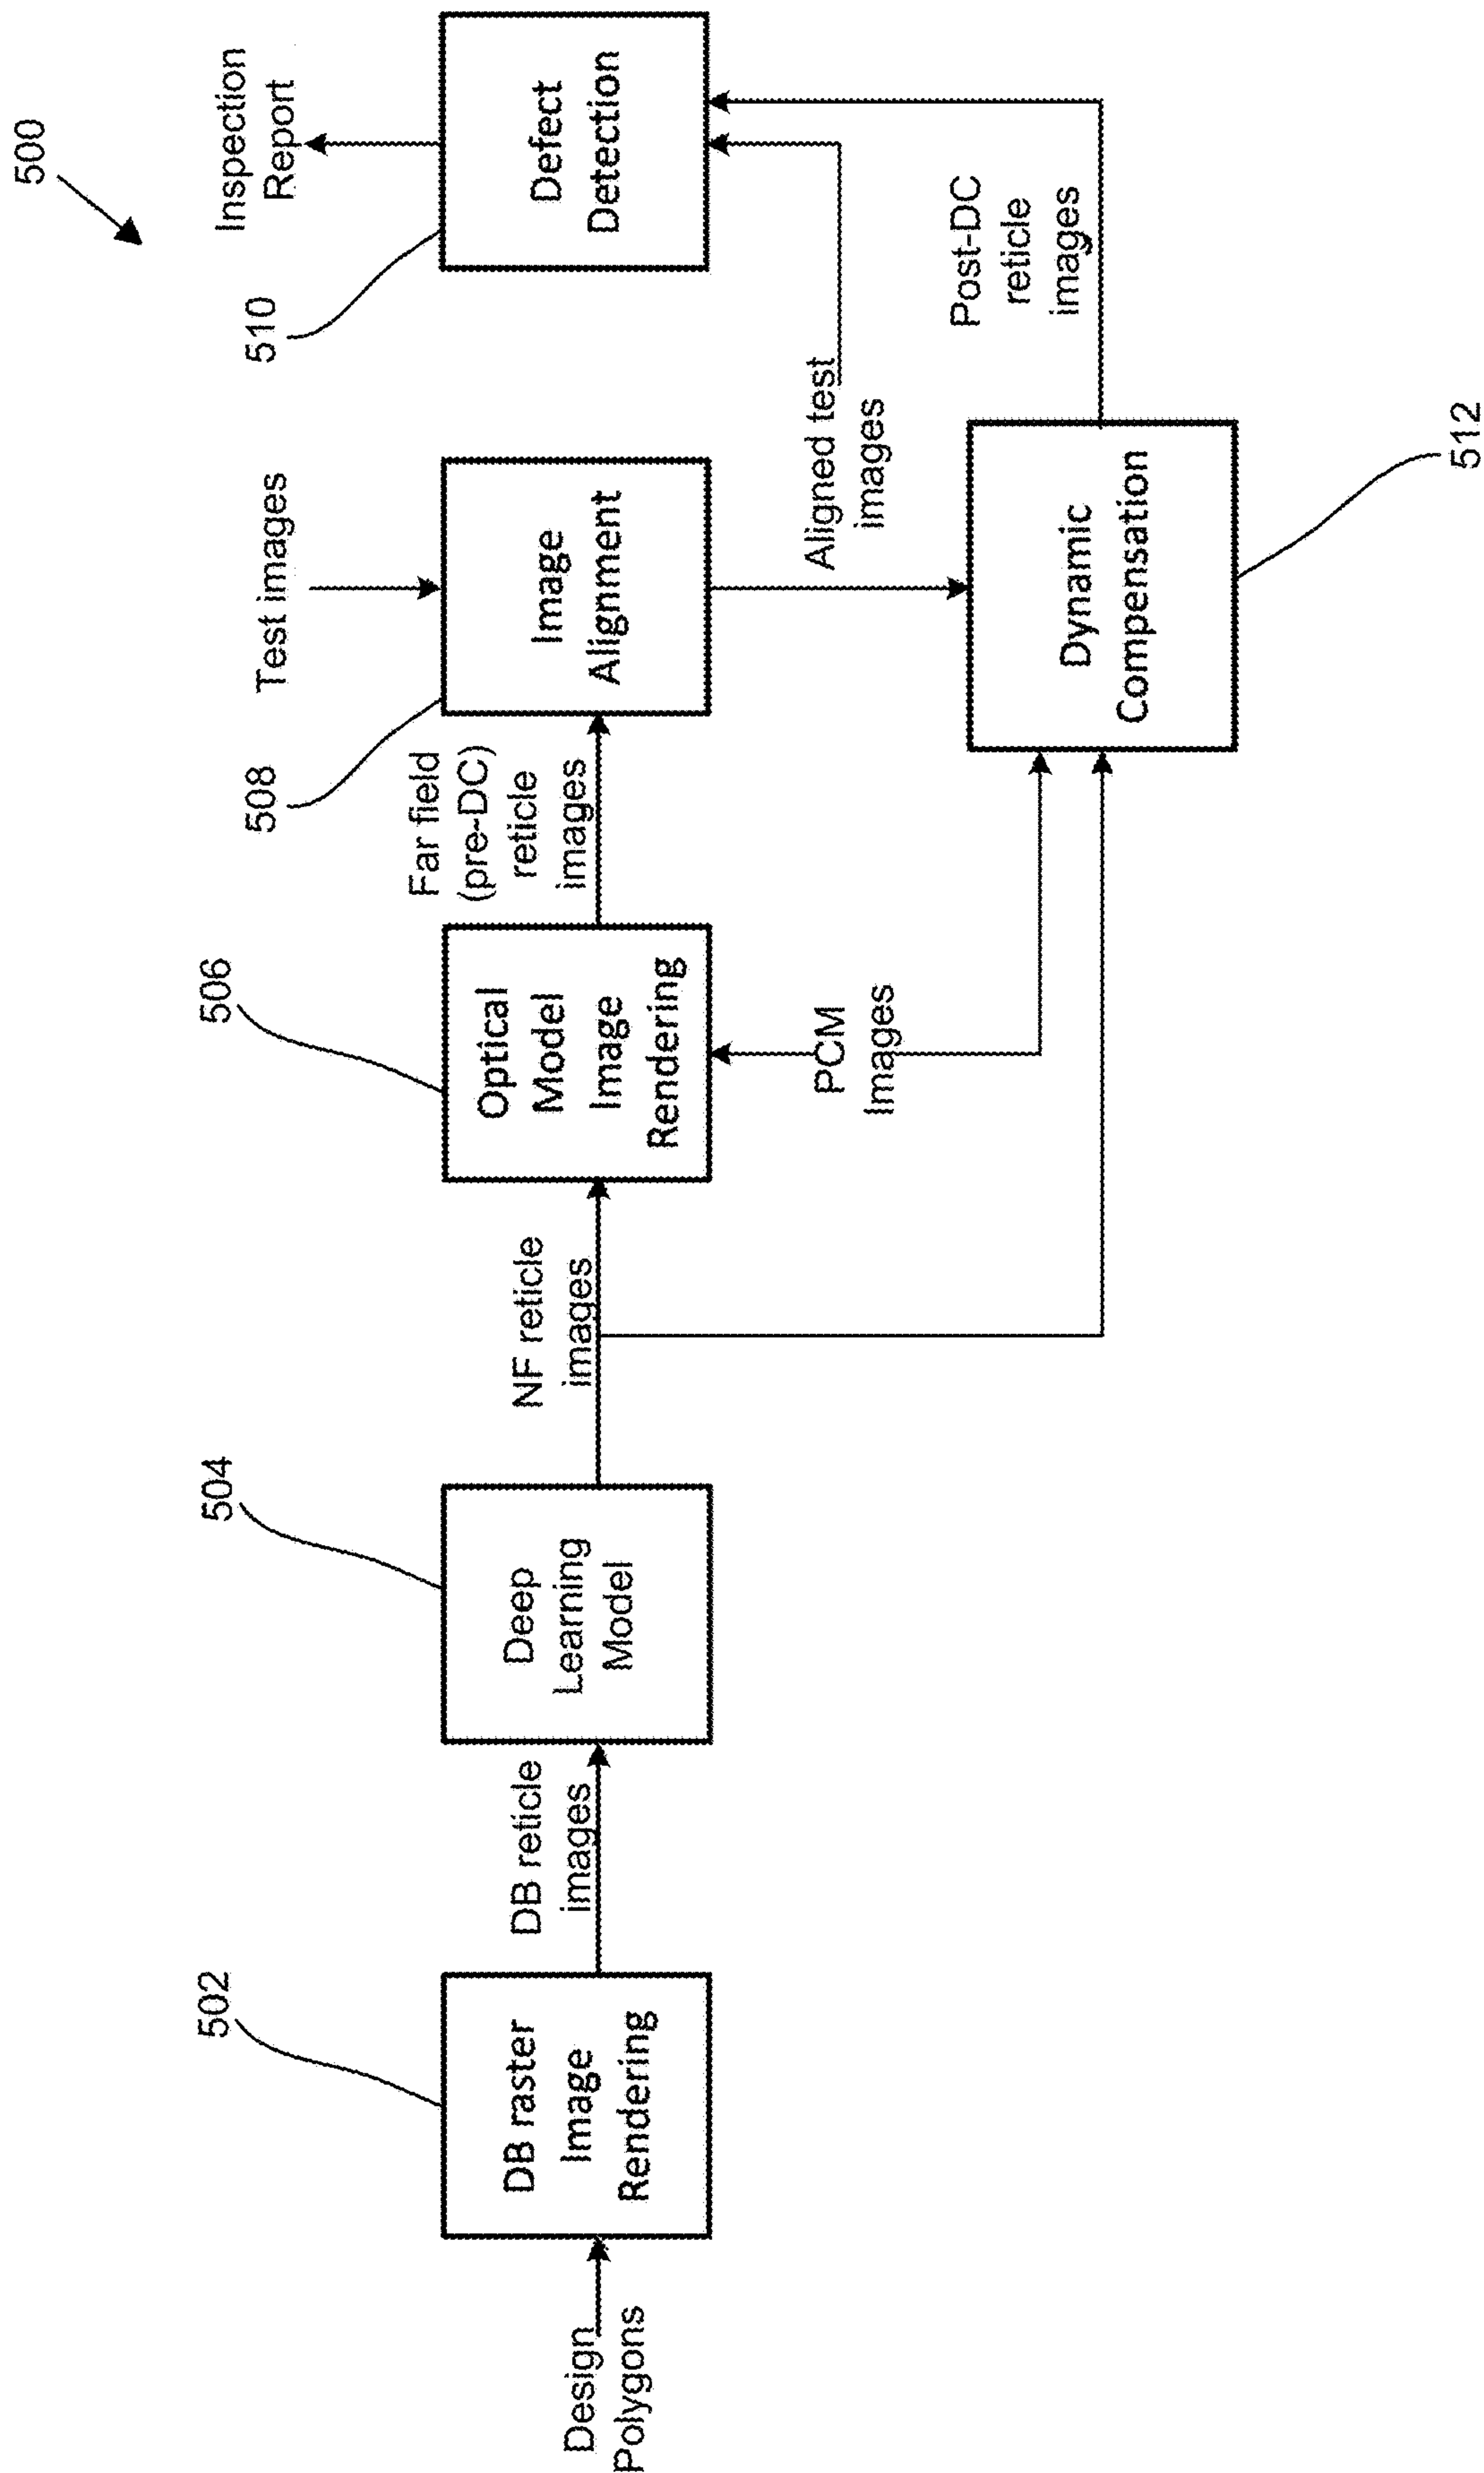 500
Design
Polygons
502
DB raster
Image
Rendering
DB reticle
images
504
Deep
Learning
Model
NF reticle
images
506
Optical
Model
Image
Rendering
PCM
Images
Far field
(pre-DC)
reticle
images
508
Test images
Image
Alignment
Aligned test
images
512
Dynamic
Compensation
Post-DC
reticle
images
510
Defect
Detection
Inspection
Report